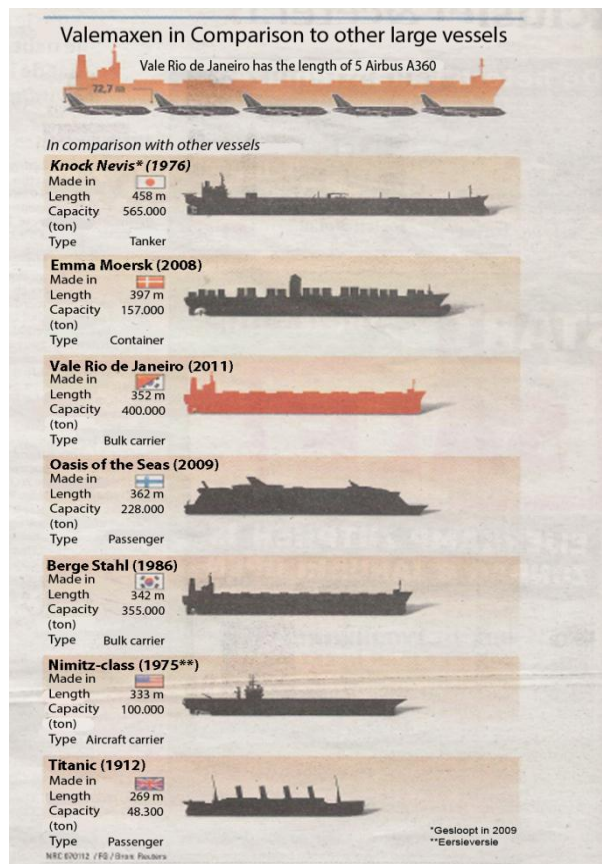 Valemaxen in Comparison to other large vessels
Vale Rio de Janeiro has the length of 5 Airbus A360
72,7 m
In comparison with other vessels
Knock Nevis* (1976)
Made in
Length 458 m
Capacity 565.000
(ton)
Type Tanker
Emma Moersk (2008)
Made in
Length 397 m
Capacity 157.000
(ton)
Type Container
Vale Rio de Janeiro (2011)
Made in
Length 352 m
Capacity 400.000
(ton)
Type Bulk carrier
Oasis of the Seas (2009)
Made in
Length 362 m
Capacity 228.000
(ton)
Type Passenger
Berge Stahl (1986)
Made in
Length 342 m
Capacity 355.000
(ton)
Type Bulk carrier
Nimitz-class (1975**)
Made in
Length 333 m
Capacity 100.000
(ton)
Type Aircraft carrier
Titanic (1912)
Made in
Length 269 m
Capacity 48.300
(ton)
Type Passenger
*Gesloopt in 2009
**Eersieversie
NRC 070112 / FG / Reuters